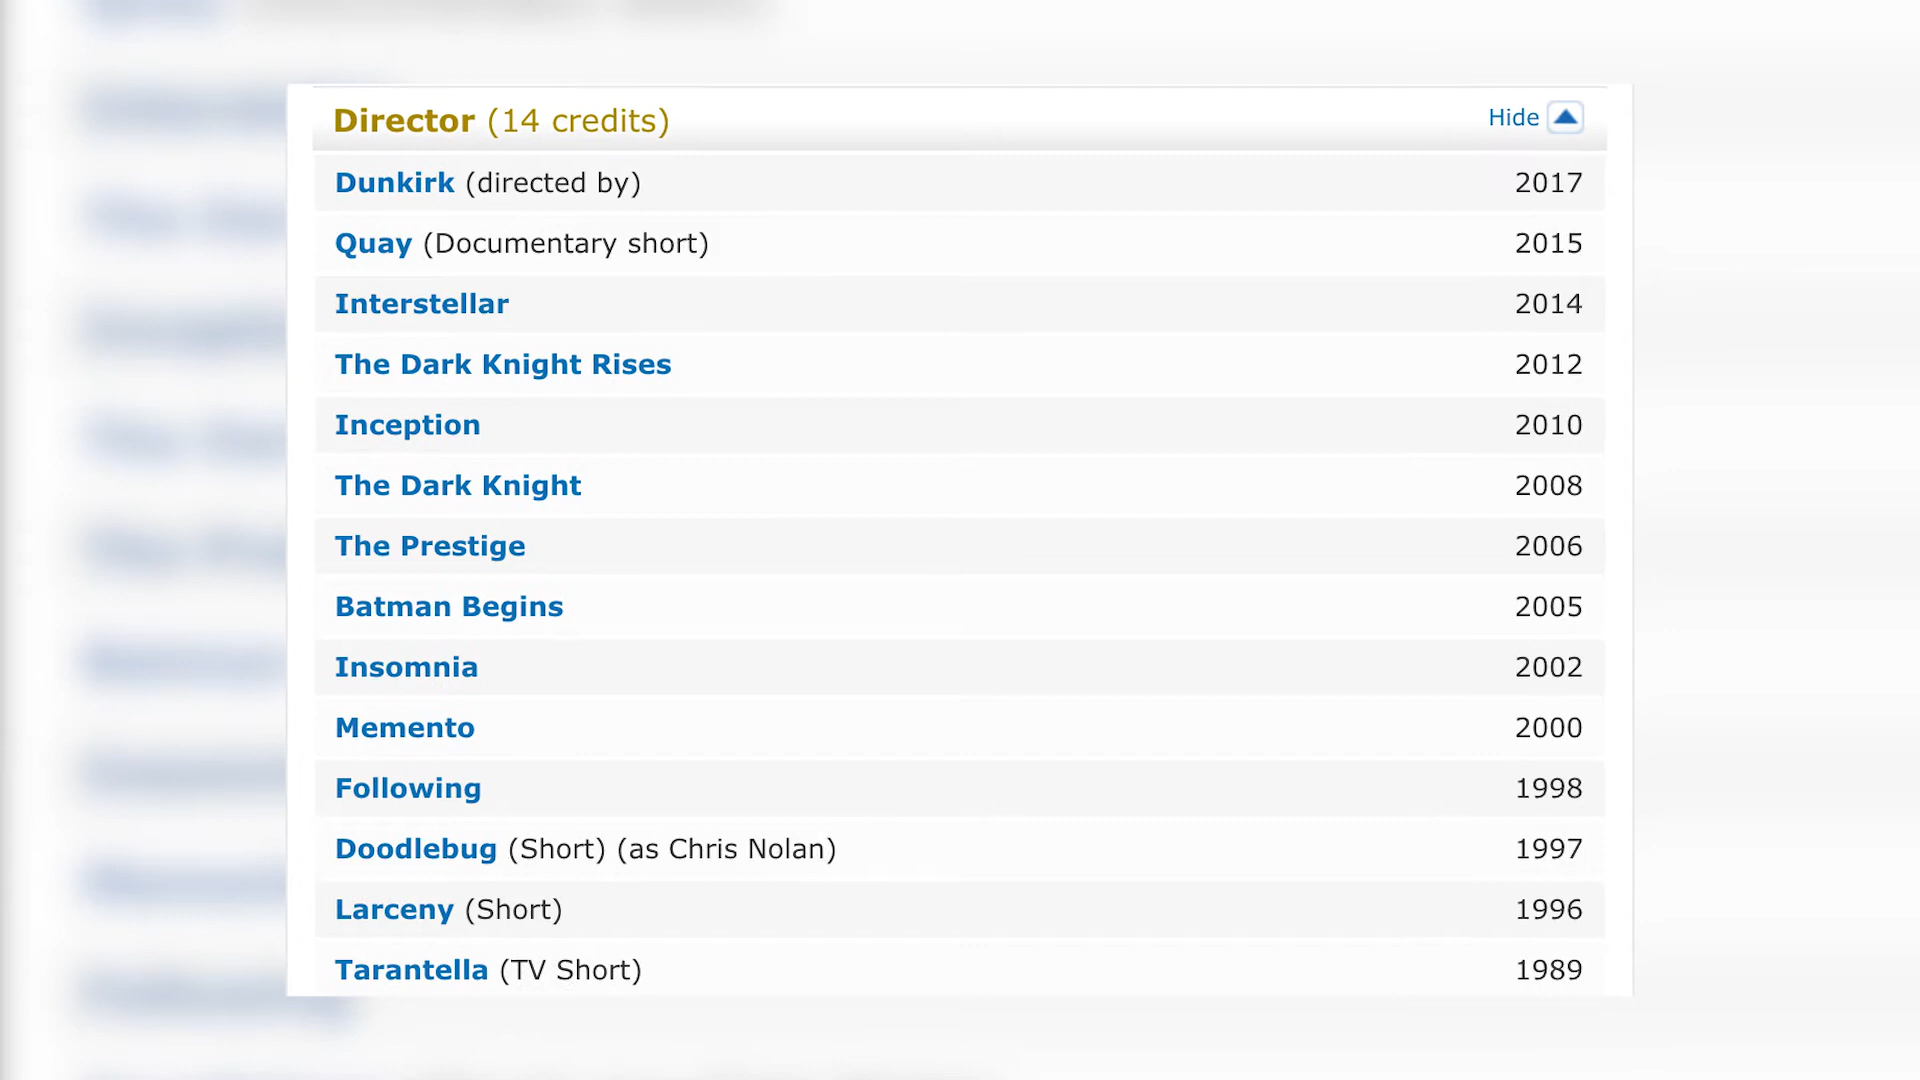 Director (14 credits) Hide
Dunkirk (directed by) 2017
Quay (Documentary short) 2015
Interstellar 2014
The Dark Knight Rises 2012
Inception 2010
The Dark Knight 2008
The Prestige 2006
Batman Begins 2005
Insomnia 2002
Memento 2000
Following 1998
Doodlebug (Short) (as Chris Nolan) 1997
Larceny (Short) 1996
Tarantella (TV Short) 1989